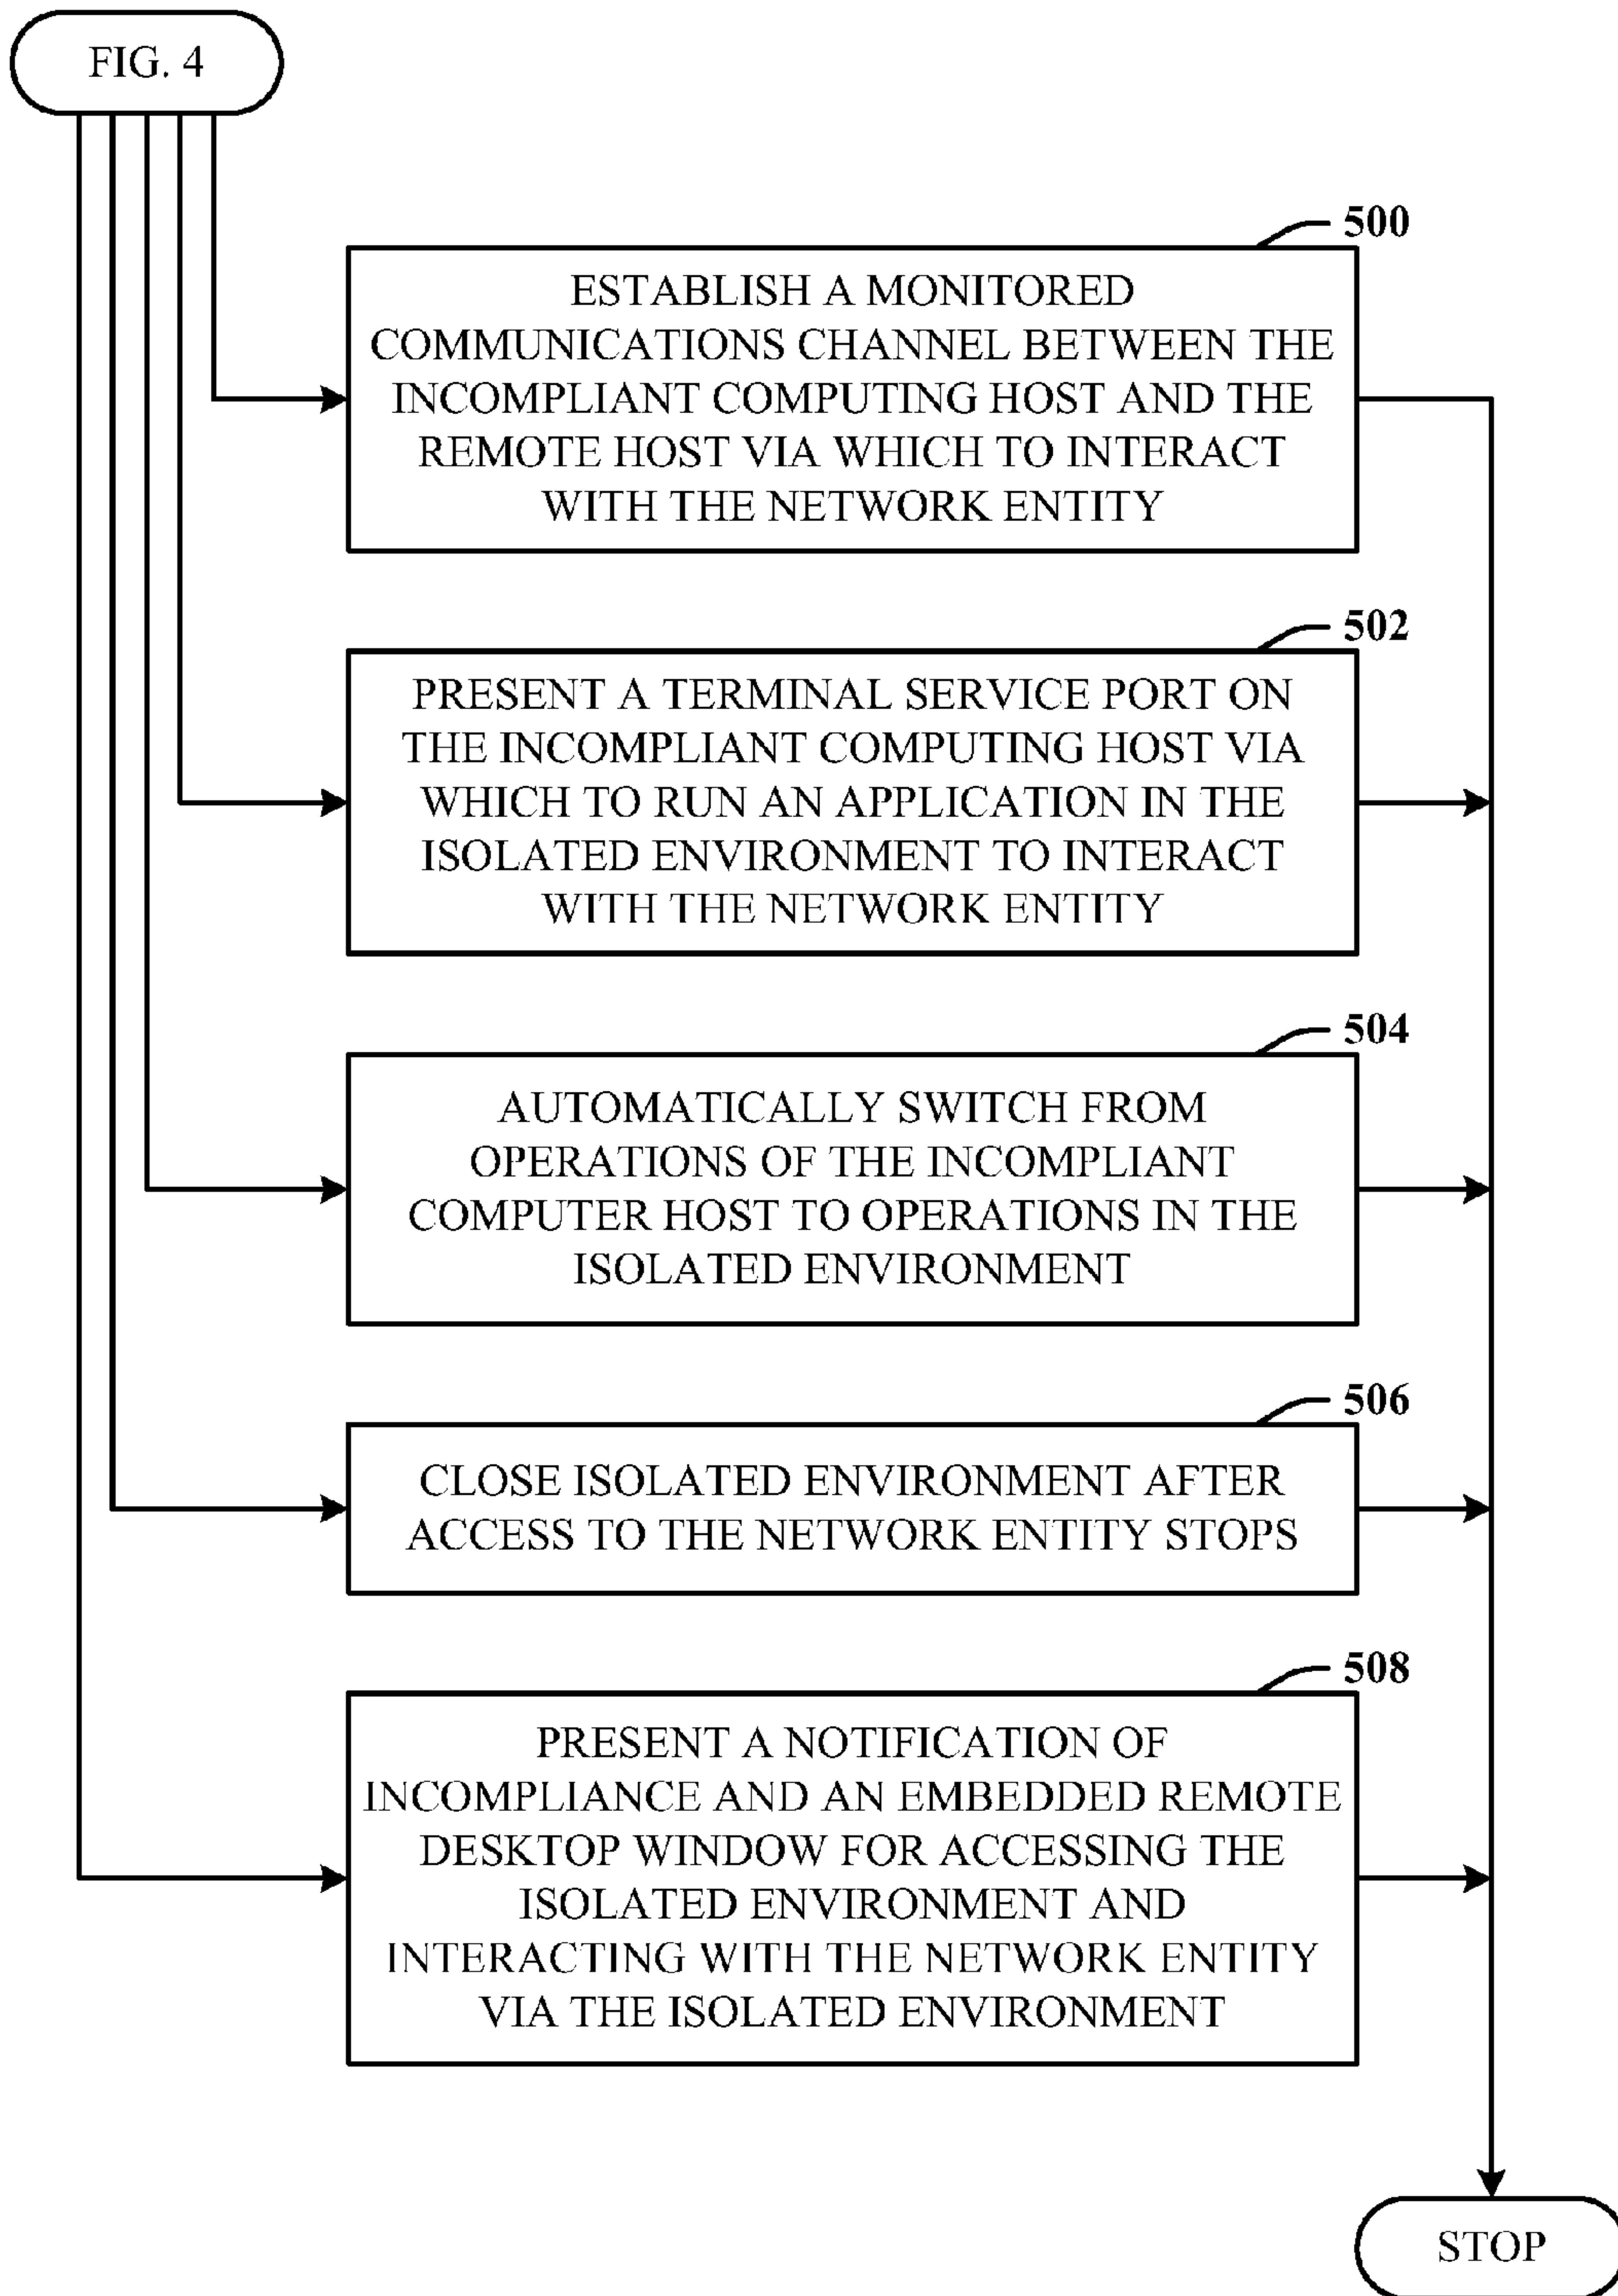 FIG. 4
500
ESTABLISH A MONITORED
COMMUNICATIONS CHANNEL BETWEEN THE
INCOMPLIANT COMPUTING HOST AND THE
REMOTE HOST VIA WHICH TO INTERACT
WITH THE NETWORK ENTITY
502
PRESENT A TERMINAL SERVICE PORT ON
THE INCOMPLIANT COMPUTING HOST VIA
WHICH TO RUN AN APPLICATION IN THE
ISOLATED ENVIRONMENT TO INTERACT
WITH THE NETWORK ENTITY
504
AUTOMATICALLY SWITCH FROM
OPERATIONS OF THE INCOMPLIANT
COMPUTER HOST TO OPERATIONS IN THE
ISOLATED ENVIRONMENT
506
CLOSE ISOLATED ENVIRONMENT AFTER
ACCESS TO THE NETWORK ENTITY STOPS
508
PRESENT A NOTIFICATION OF
INCOMPLIANCE AND AN EMBEDDED REMOTE
DESKTOP WINDOW FOR ACCESSING THE
ISOLATED ENVIRONMENT AND
INTERACTING WITH THE NETWORK ENTITY
VIA THE ISOLATED ENVIRONMENT
STOP